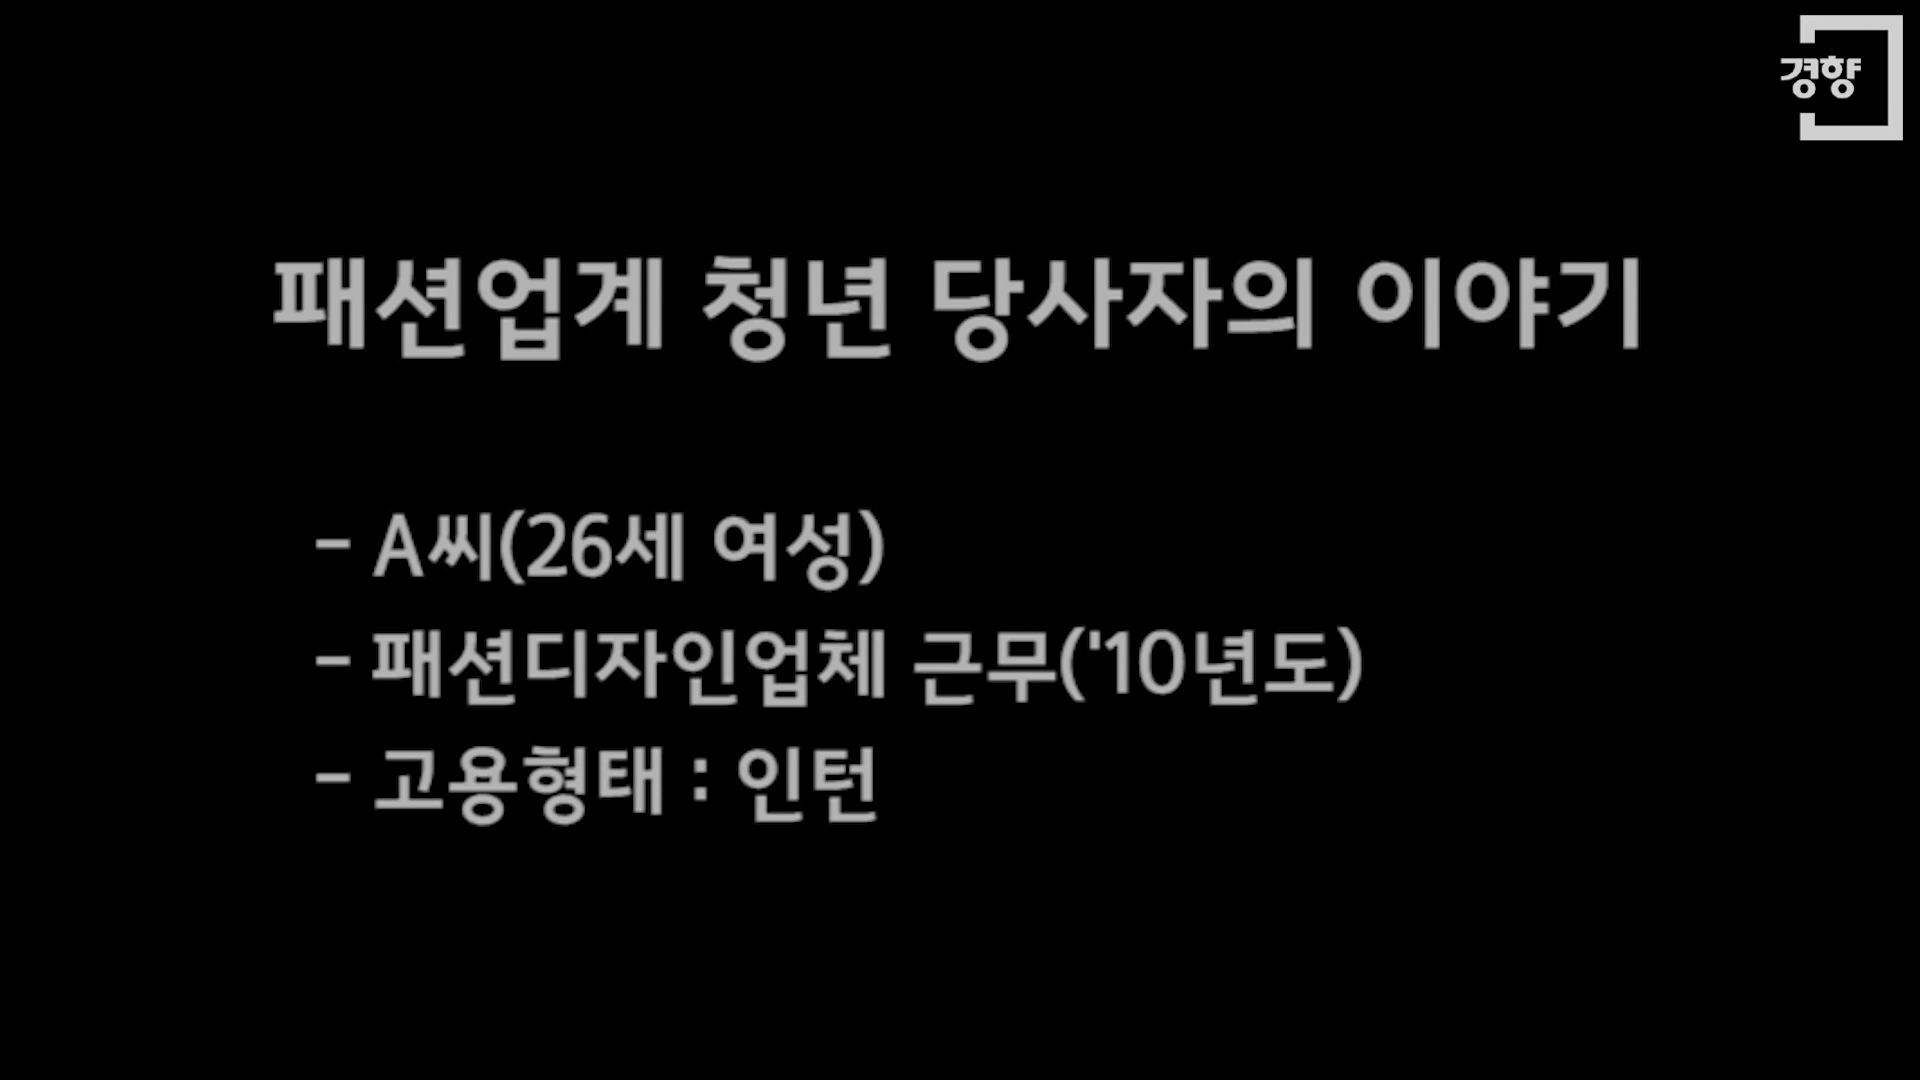 경향
패션업계 청년 당사자의 이야기
- A씨(26세 여성)
- 패션디자인업체 근무('10년도)
- 고용형태 : 인턴